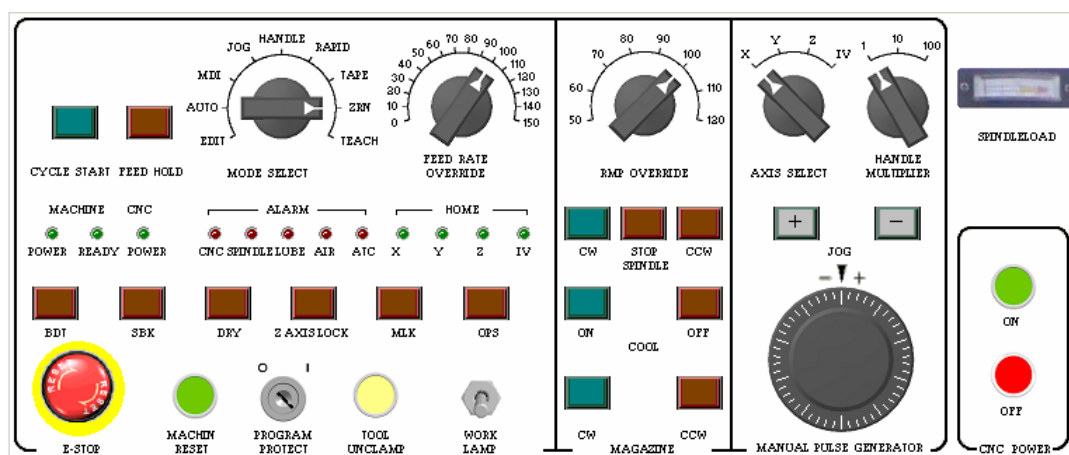 HANDLE
JOG RAPID
MDI TAPE
AUTO ZRN
EDIT TEACH
MODE SELECT
CYCLE START FEED HOLD
0 10 20 30 40 50 60 70 80 90 100 110 120 130 140 150
FEED RATE
OVERRIDE
50 60 70 80 90 100 110 120
RMP OVERRIDE
X Y Z IV
AXIS SELECT
1 10 100
HANDLE
MULTIPLIER
SPINDLELOAD
MACHINE CNC
POWER READY POWER
ALARM
CNC SPINDLE LUBE AIR ATC
HOME
X Y Z IV
CW STOP CCW
SPINDLE
+ −
JOG
BDT SBK DRY Z AXIS LOCK MLK OPS
ON OFF
COOL
− +
MANUAL PULSE GENERATOR
ON
OFF
CNC POWER
RESET
RESET
E-STOP
MACHIN
RESET
O I
PROGRAM
PROTECT
TOOL
UNCLAMP
WORK
LAMP
CW CCW
MAGAZINE